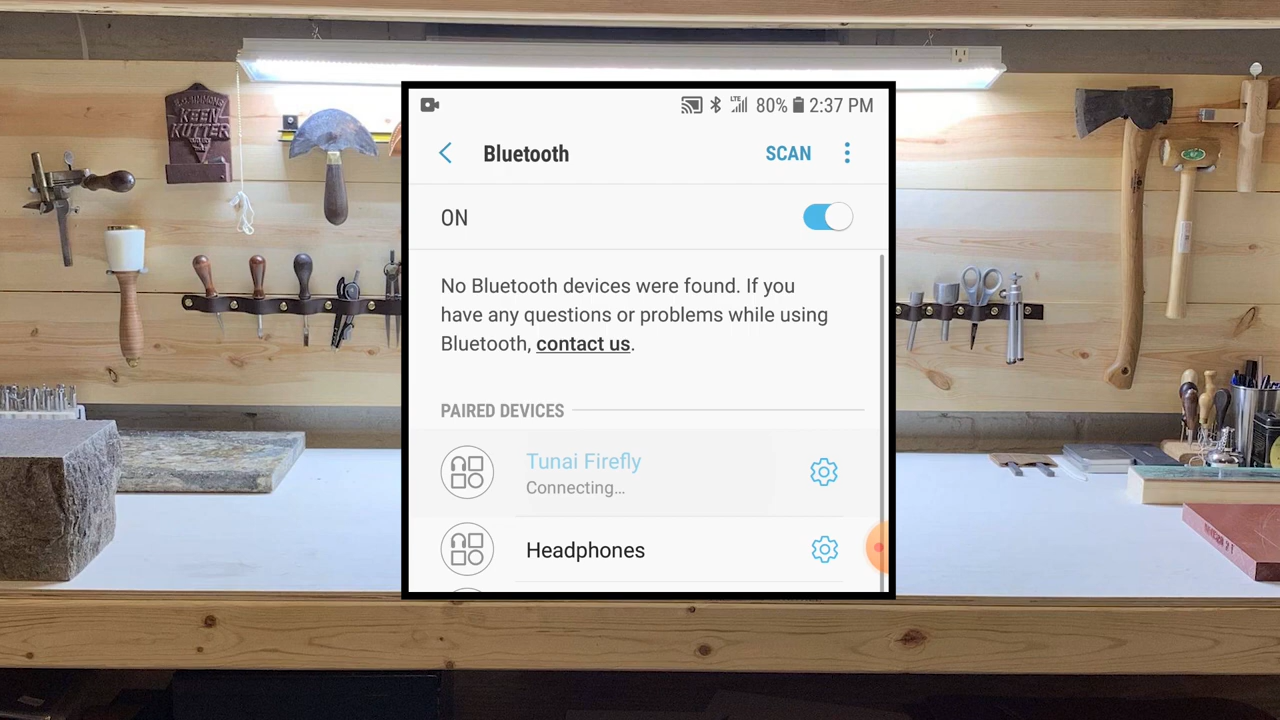 LTE 80% 2:37 PM
Bluetooth SCAN
ON
No Bluetooth devices were found. If you
have any questions or problems while using
Bluetooth, contact us.
PAIRED DEVICES
Tunai Firefly
Connecting...
Headphones
KEEN
KUTTER